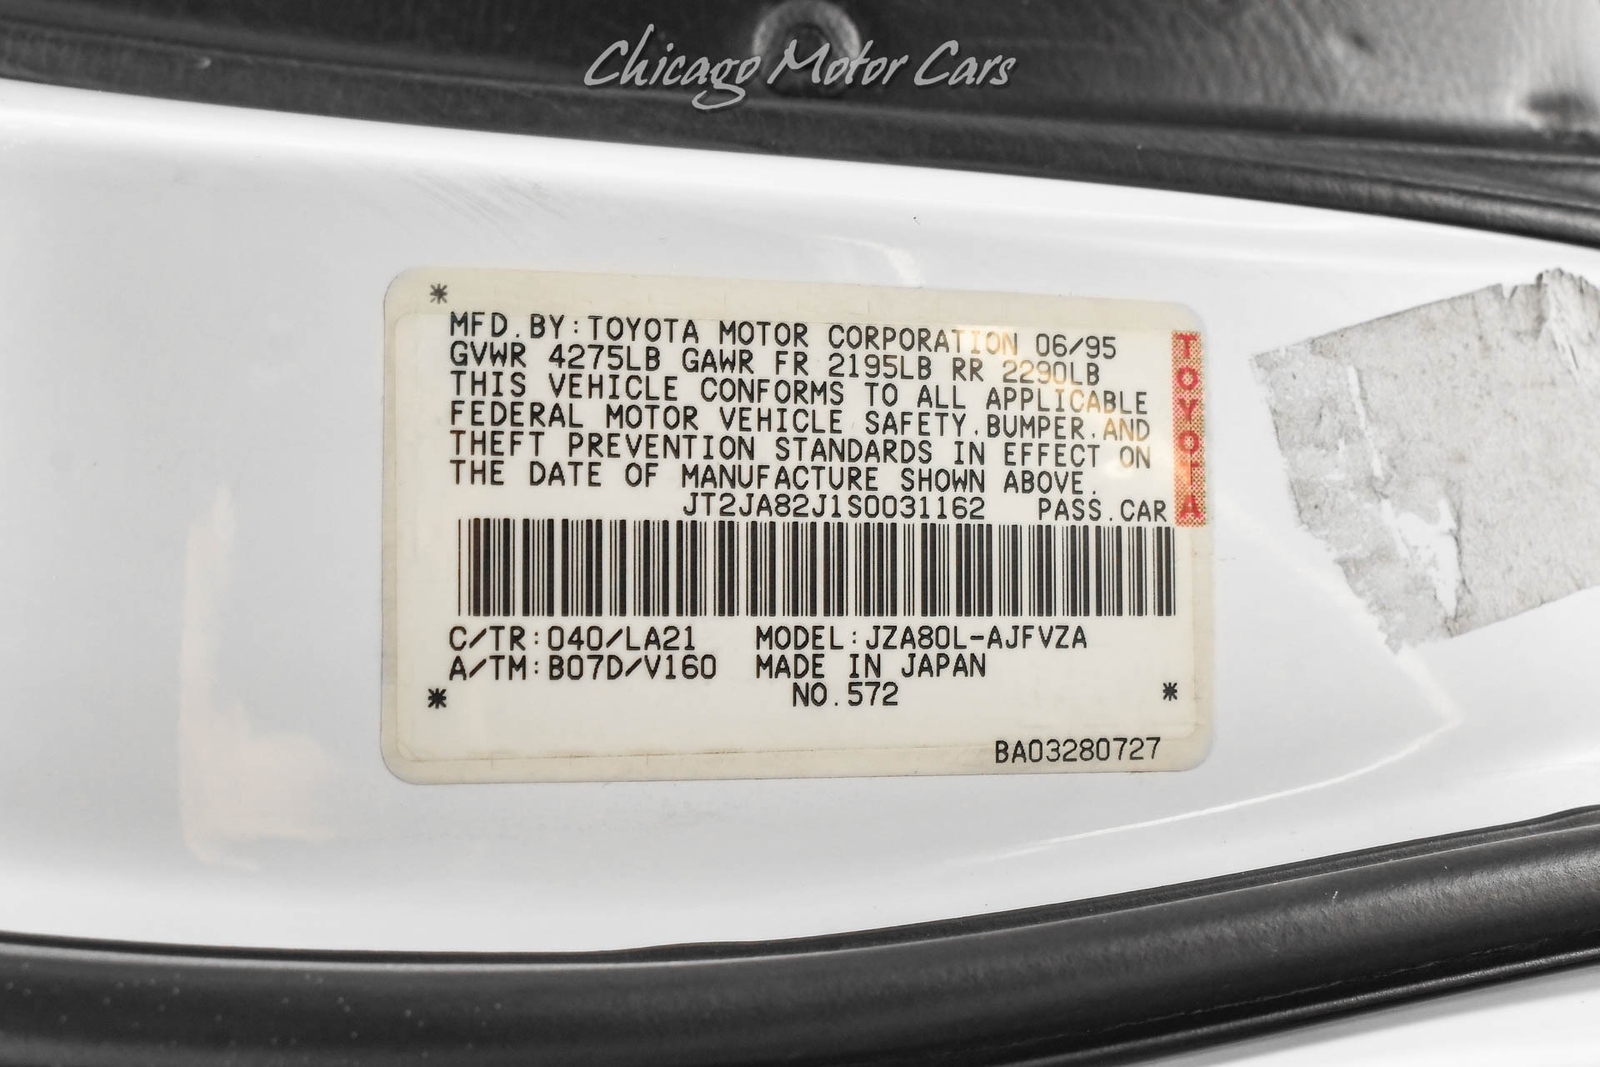 Chicago Motor Cars
*
MFD.BY:TOYOTA MOTOR CORPORATION 06/95
GVWR 4275LB GAWR FR 2195LB RR 2290LB
THIS VEHICLE CONFORMS TO ALL APPLICABLE
FEDERAL MOTOR VEHICLE SAFETY,BUMPER,AND
THEFT PREVENTION STANDARDS IN EFFECT ON
THE DATE OF MANUFACTURE SHOWN ABOVE.
JT2JA82J1S0031162 PASS.CAR
TOYOTA
C/TR:040/LA21 MODEL:JZA80L-AJFVZA
A/TM:B07D/V160 MADE IN JAPAN
* NO.572 *
BA03280727